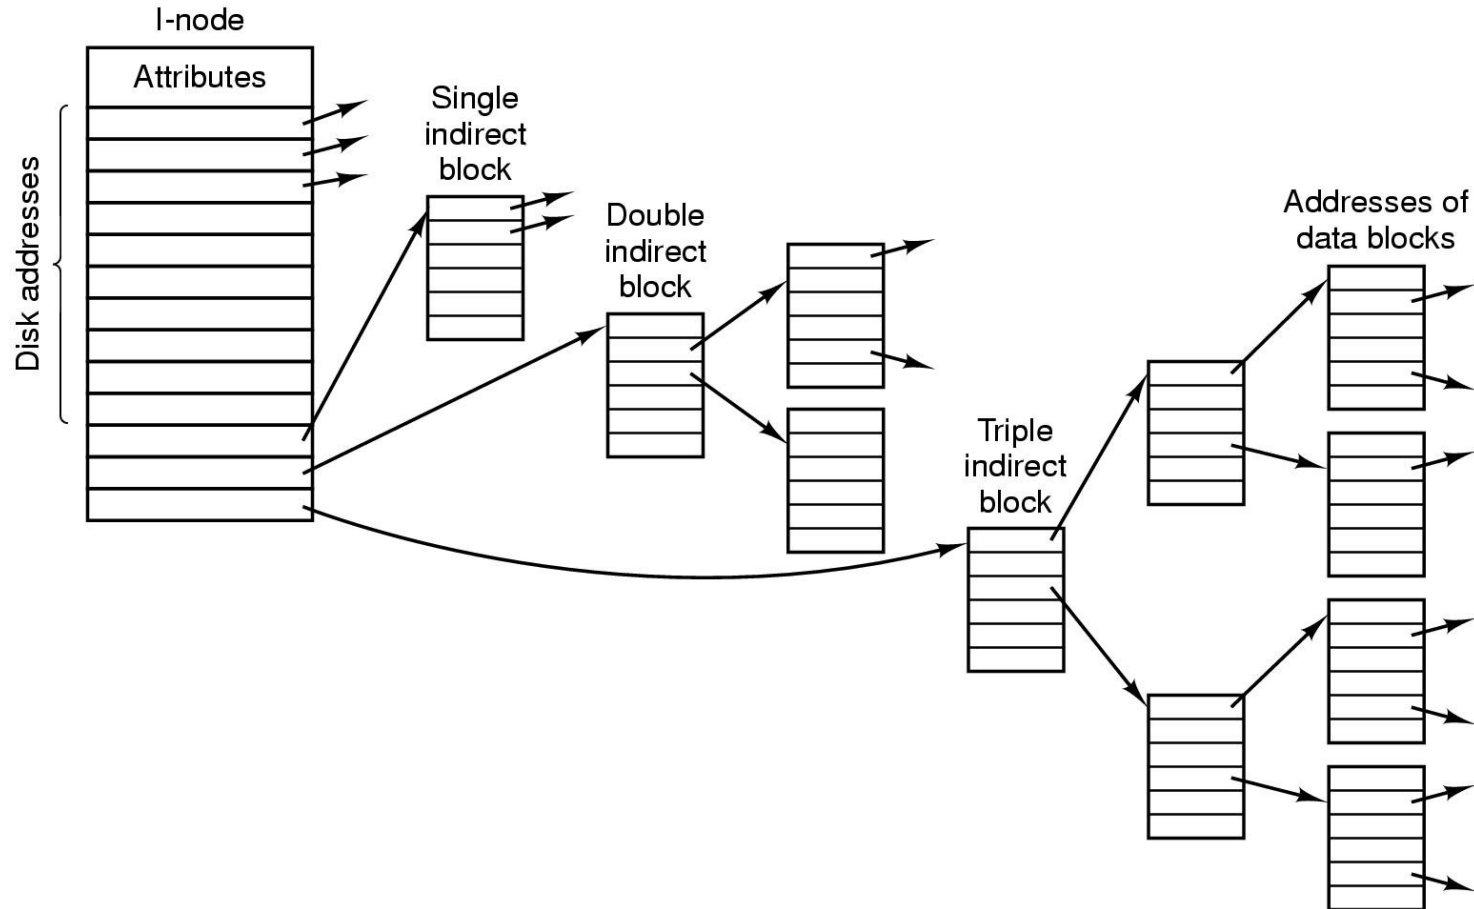 I-node
Attributes
Disk addresses
Single
indirect
block
Double
indirect
block
Triple
indirect
block
Addresses of
data blocks